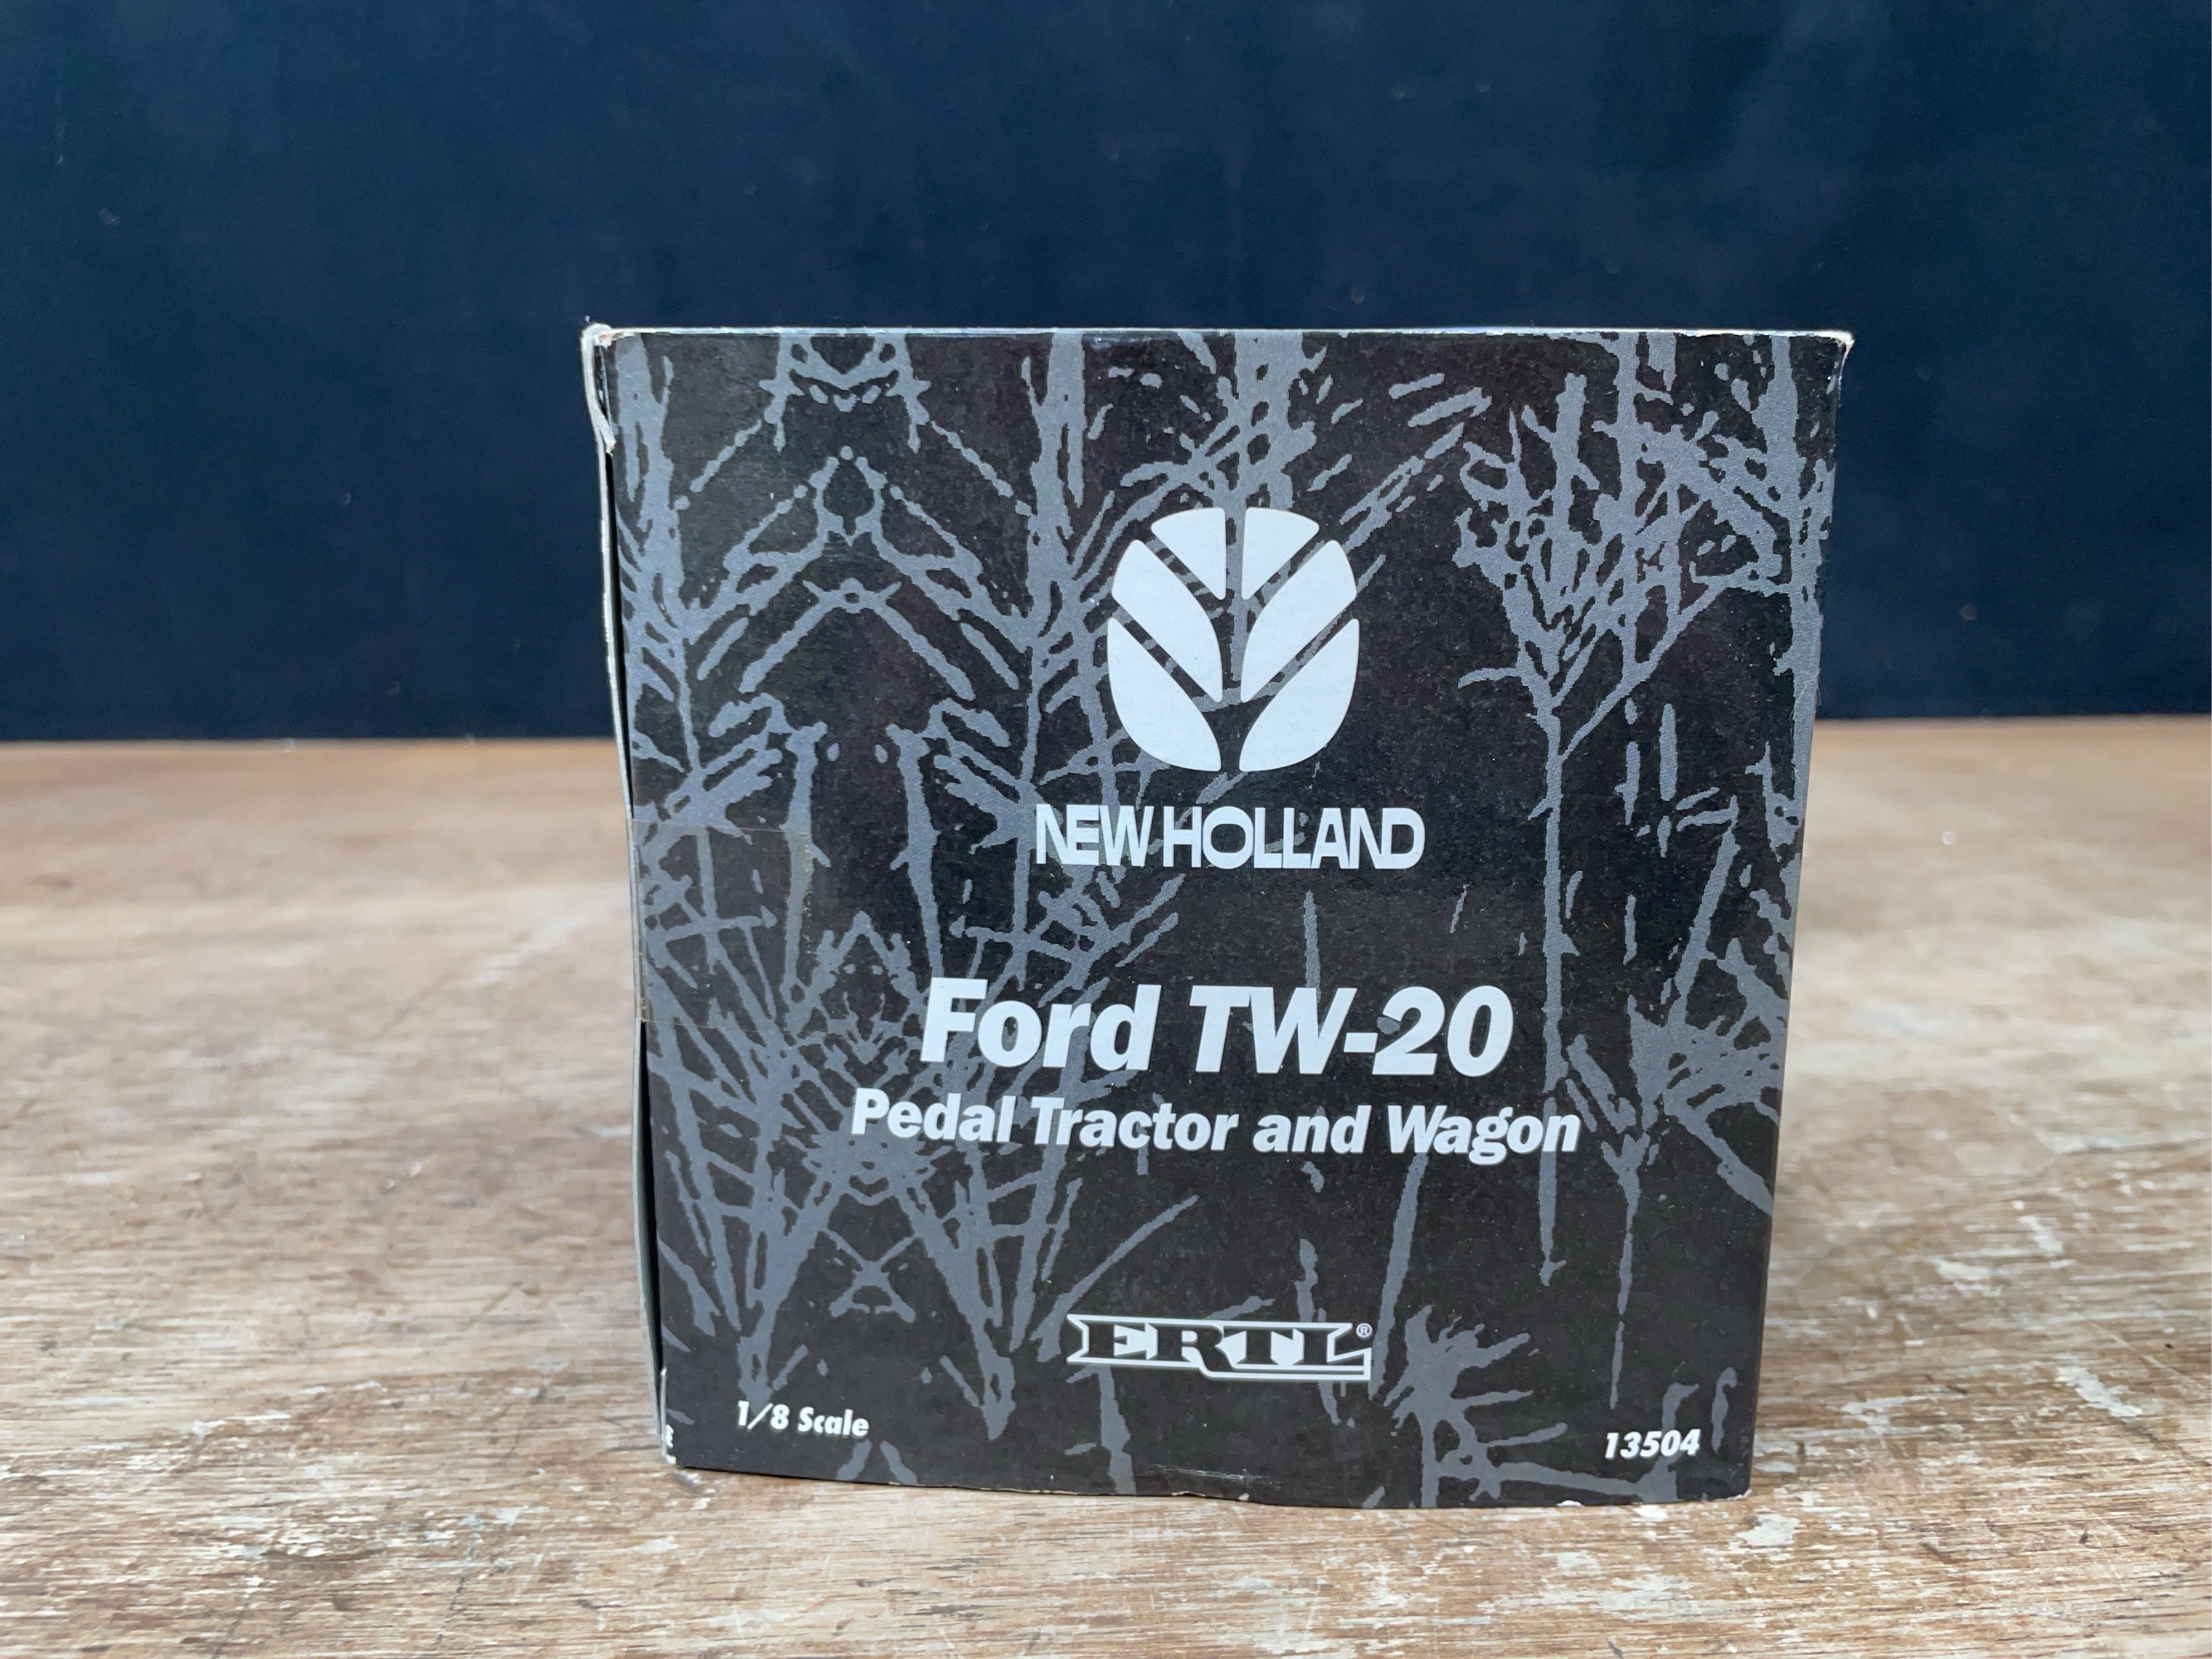 NEW HOLLAND
Ford TW-20
Pedal Tractor and Wagon
ERTL®
1/8 Scale
13504